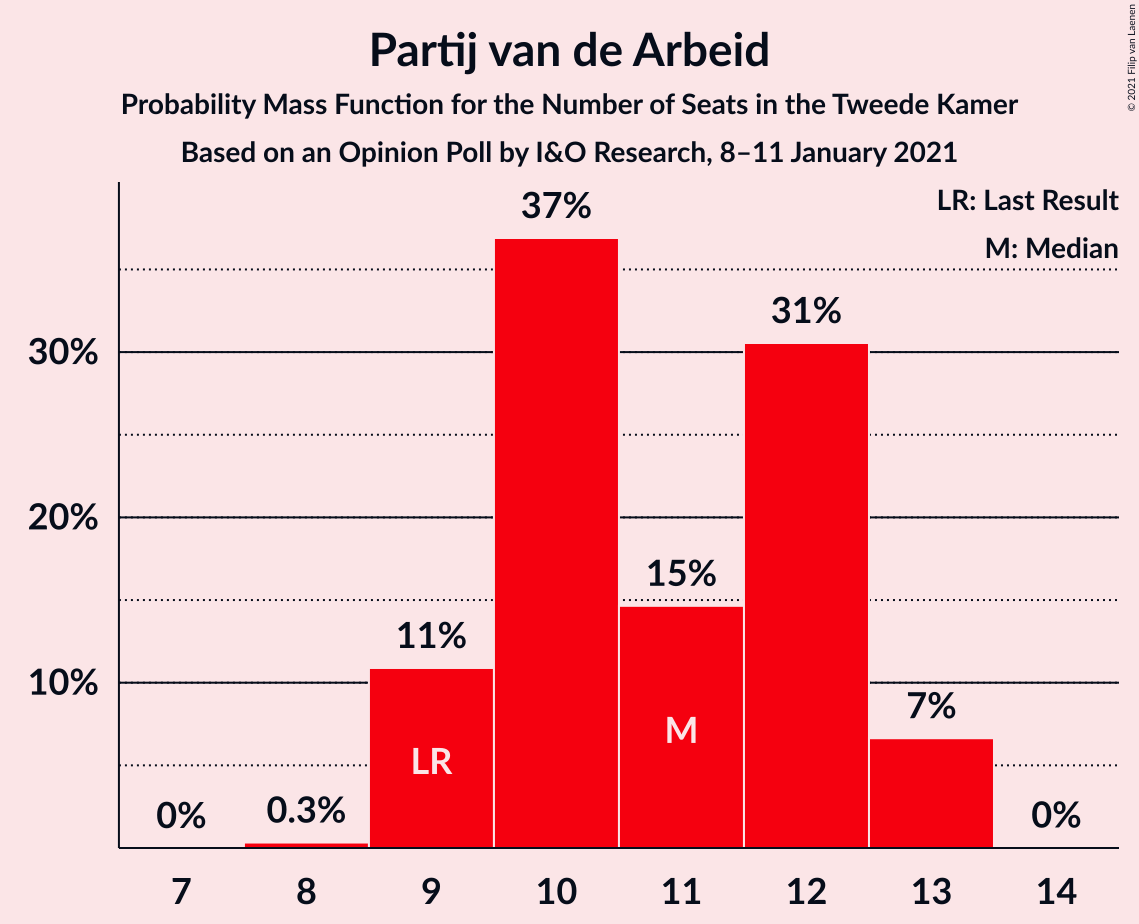 Partij van de Arbeid
Probability Mass Function for the Number of Seats in the Tweede Kamer
Based on an Opinion Poll by I&O Research, 8–11 January 2021
© 2021 Filip van Laenen
LR: Last Result
M: Median
37%
31%
30%
20%
15%
11%
10%
7%
M
LR
0%
0.3%
0%
7 8 9 10 11 12 13 14